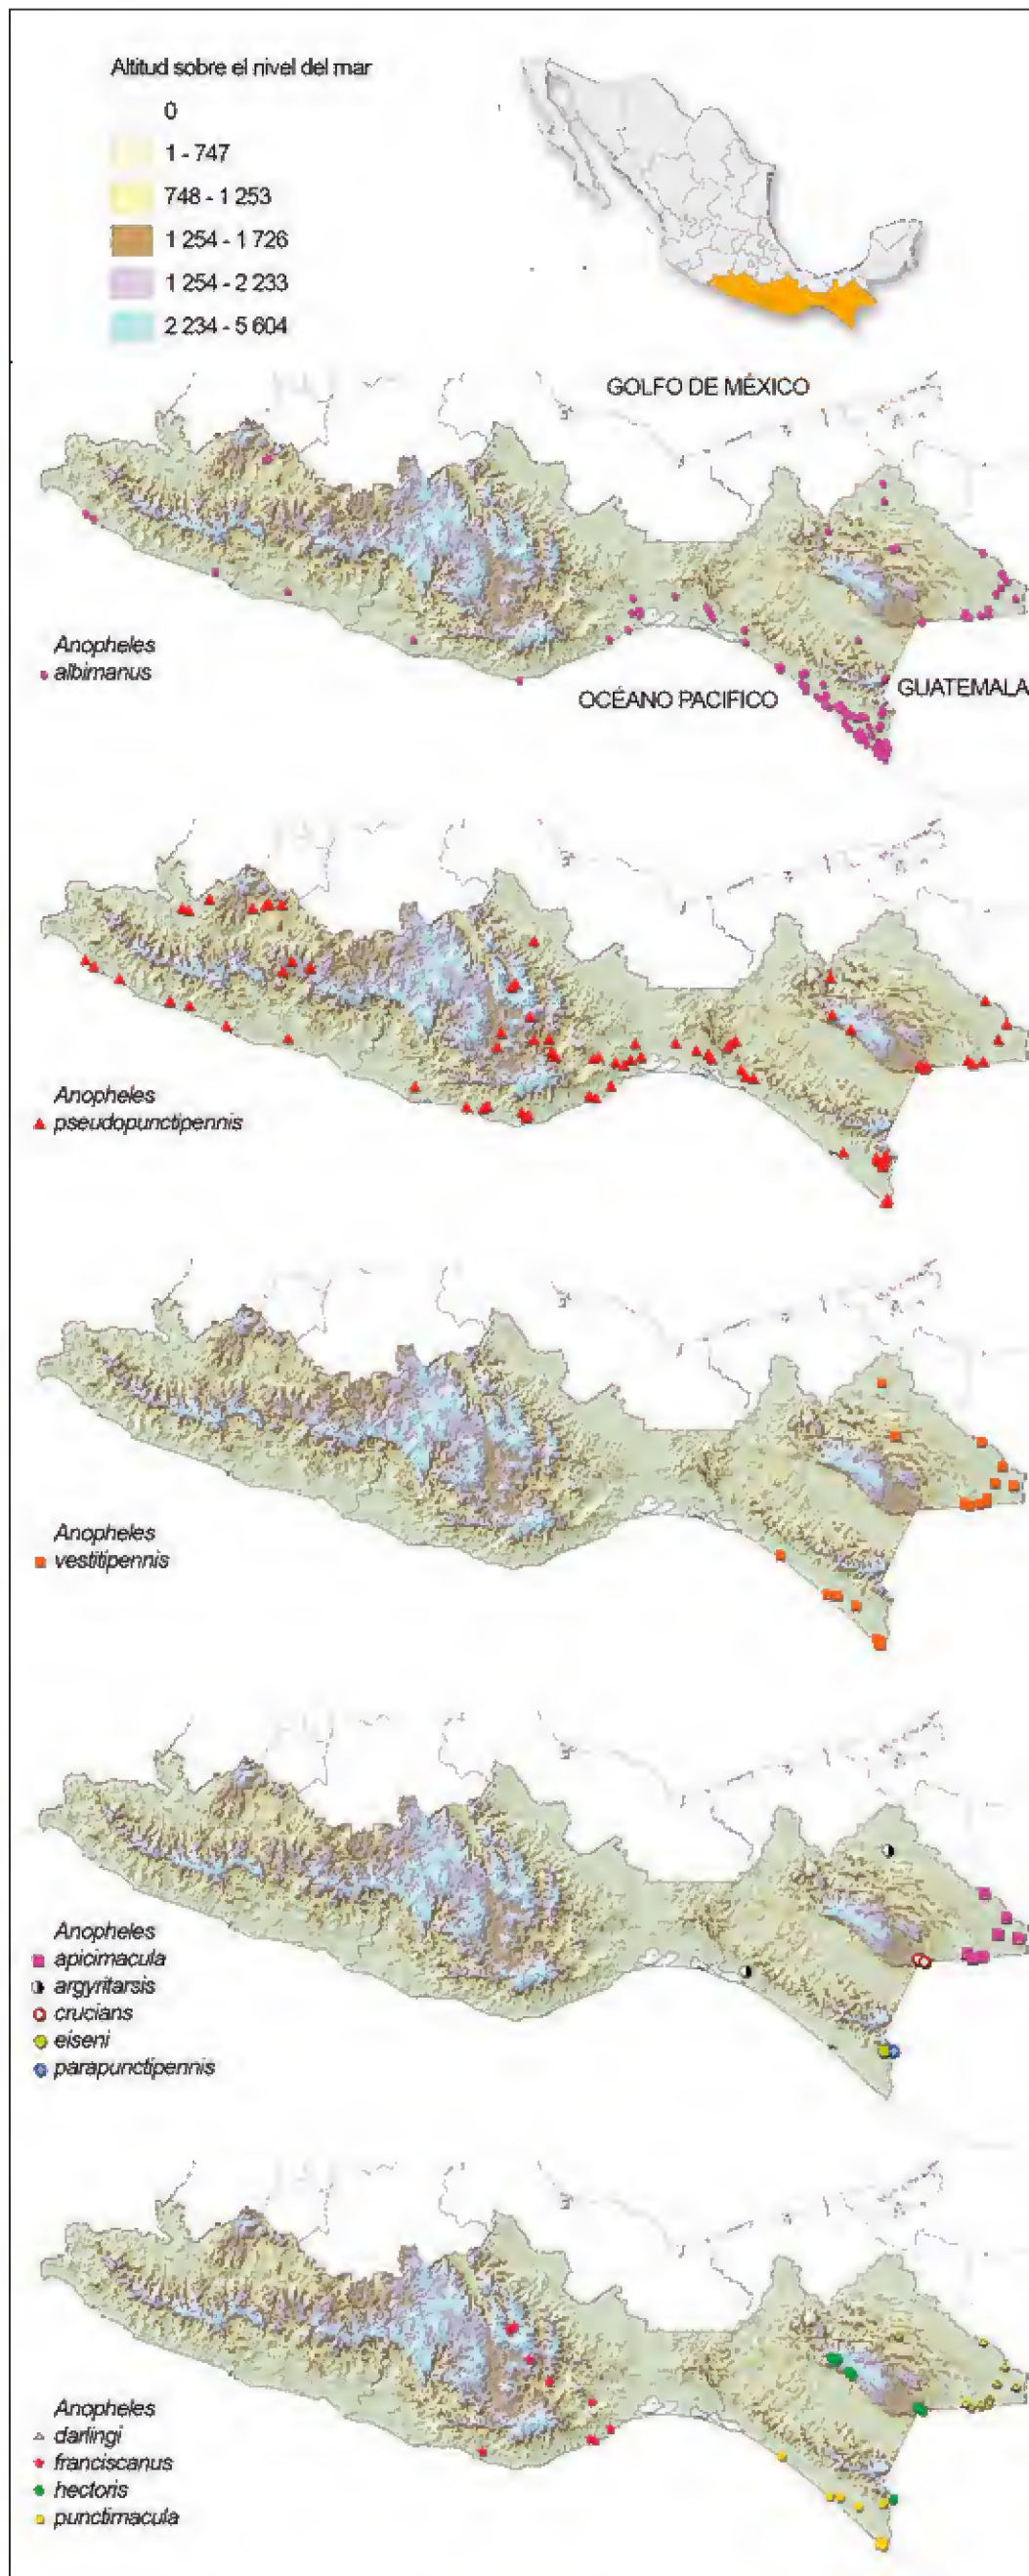 Altitud sobre el nivel del mar
0
1 - 747
748 - 1 253
1 254 - 1 726
1 254 - 2 233
2 234 - 5 604
GOLFO DE MÉXICO
Anopheles
albimanus
OCÉANO PACIFICO
GUATEMALA
Anopheles
pseudopunctipennis
Anopheles
vestitipennis
Anopheles
apicimacula
argyritarsis
crucians
eiseni
parapunctipennis
Anopheles
darlingi
franciscanus
hectoris
punctimacula